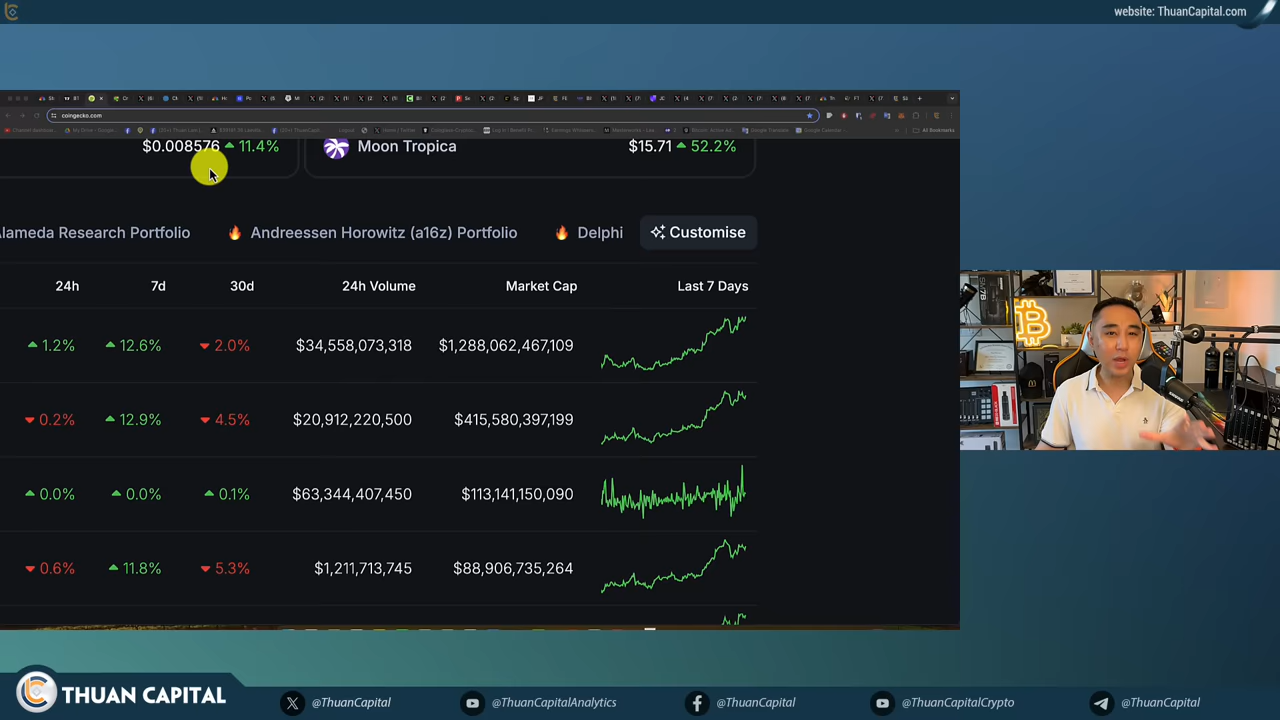 website: ThuanCapital.com
coingecko.com
All Bookmarks
$0.008576 11.4%
Moon Tropica $15.71 52.2%
lameda Research Portfolio
Andreessen Horowitz (a16z) Portfolio
Delphi
Customise
24h 7d 30d 24h Volume Market Cap Last 7 Days
1.2% 12.6% 2.0% $34,558,073,318 $1,288,062,467,109
0.2% 12.9% 4.5% $20,912,220,500 $415,580,397,199
0.0% 0.0% 0.1% $63,344,407,450 $113,141,150,090
0.6% 11.8% 5.3% $1,211,713,745 $88,906,735,264
THUAN CAPITAL
@ThuanCapital
@ThuanCapitalAnalytics
@ThuanCapital
@ThuanCapitalCrypto
@ThuanCapital